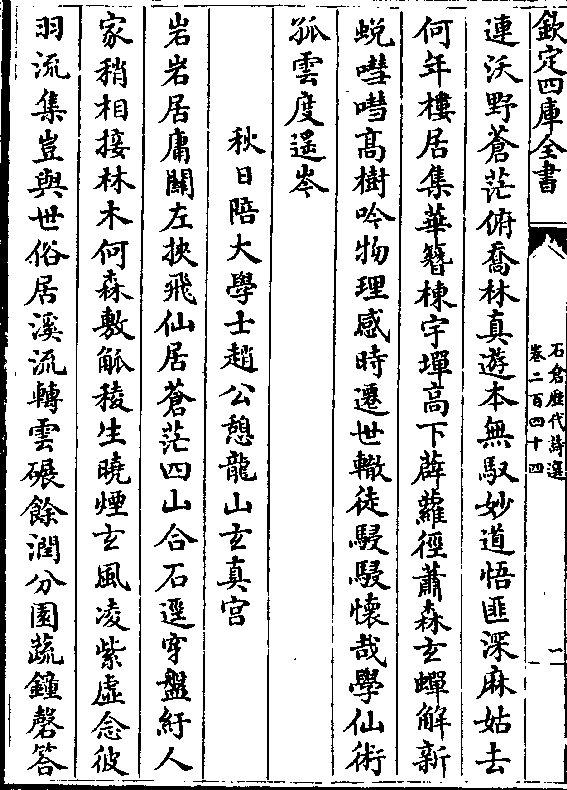 欽定四庫全書
石倉歷代詩選
卷二百四十四
一
連沃野蒼茫俯喬林真遊本無馭妙道悟匪深麻姑去
何年樓居集華簪棟宇墠高下薜蘿徑蕭森玄蟬解新
蜕嘒嘒高樹吟物理感時遷世轍徒駸駸懐哉學仙術
孤雲度遥岑
秋日陪大學士趙公憩龍山玄真宫
岩岩居庸闗左挾飛仙居蒼茫四山合石逕穿盤紆人
家稍相接林木何森敷觚稜生曉煙玄風凌紫虚念彼
羽流集豈與世俗居溪流轉雲碾餘潤分園蔬鐘磬答